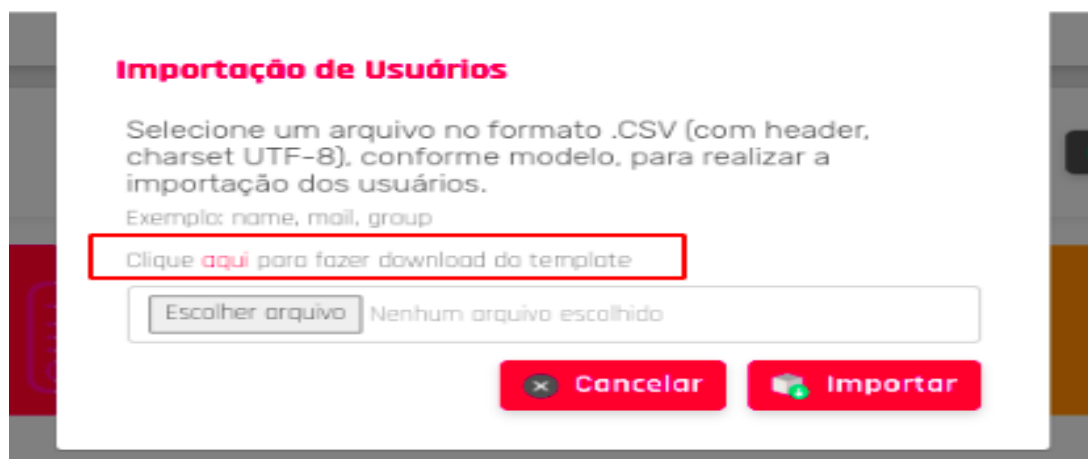 Importação de Usuários
Selecione um arquivo no formato .CSV (com header,
charset UTF-8), conforme modelo, para realizar a
importação dos usuários.
Exemplo: name, mail, group
Clique aqui para fazer download do template
Escolher arquivo Nenhum arquivo escolhido
Cancelar Importar